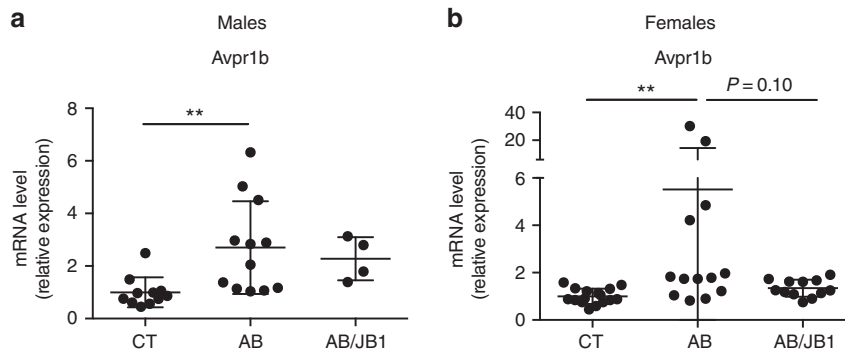 a
Males
Avpr1b
**
mRNA level
(relative expression)
8
6
4
2
0
CT
AB
AB/JB1
b
Females
Avpr1b
**
P = 0.10
mRNA level
(relative expression)
40
20
6
4
2
0
CT
AB
AB/JB1